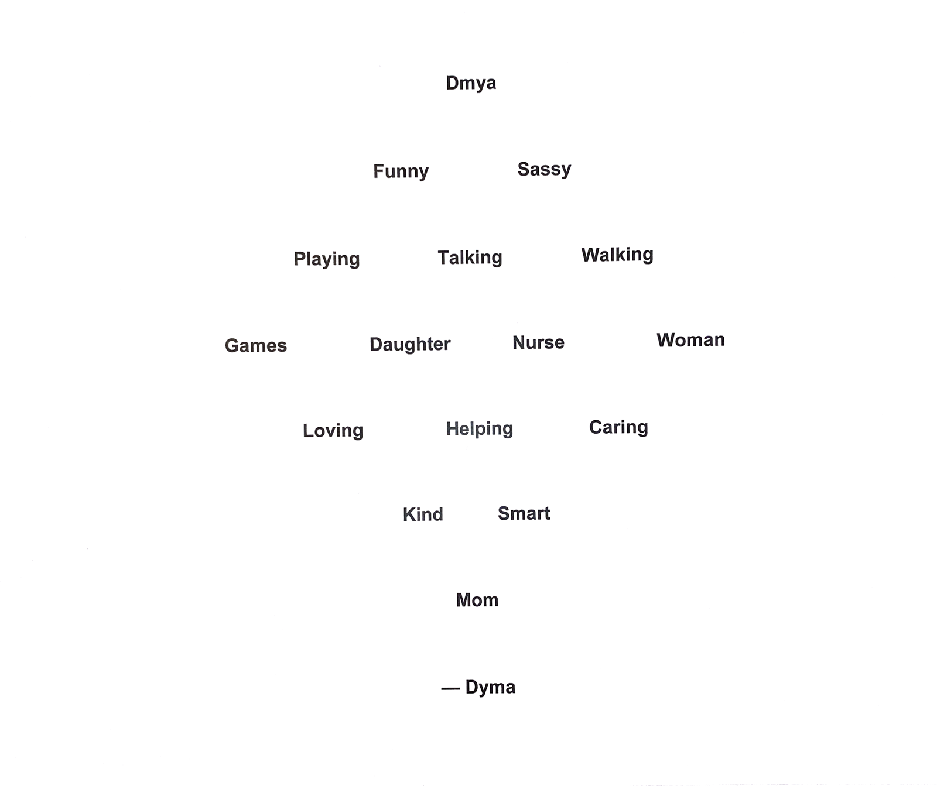 Dmya
Funny Sassy
Playing Talking Walking
Games Daughter Nurse Woman
Loving Helping Caring
Kind Smart
Mom
— Dyma